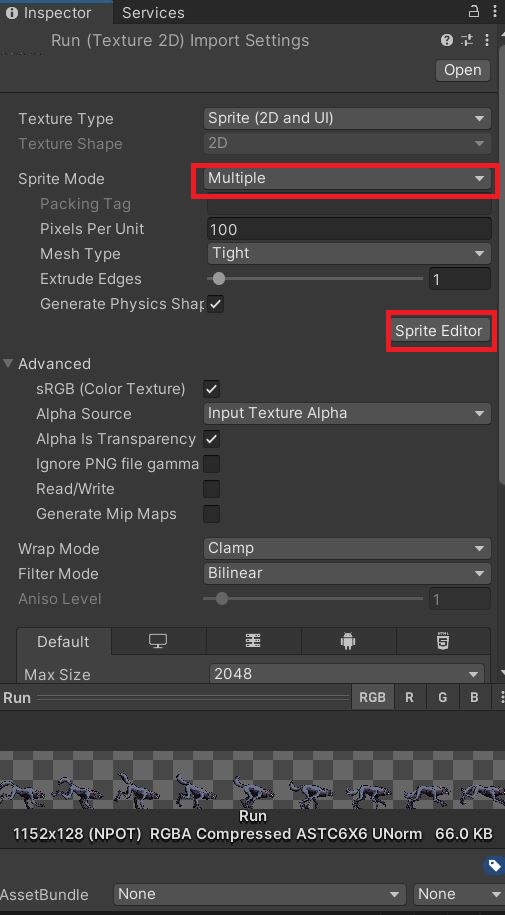 Inspector Services
Run (Texture 2D) Import Settings
Open
Texture Type Sprite (2D and UI)
Texture Shape 2D
Sprite Mode Multiple
Packing Tag
Pixels Per Unit 100
Mesh Type Tight
Extrude Edges 1
Generate Physics Shap
Sprite Editor
Advanced
sRGB (Color Texture)
Alpha Source Input Texture Alpha
Alpha Is Transparency
Ignore PNG file gamma
Read/Write
Generate Mip Maps
Wrap Mode Clamp
Filter Mode Bilinear
Aniso Level 1
Default
Max Size 2048
Run RGB R G B
Run
1152x128 (NPOT) RGBA Compressed ASTC6X6 UNorm 66.0 KB
AssetBundle None None